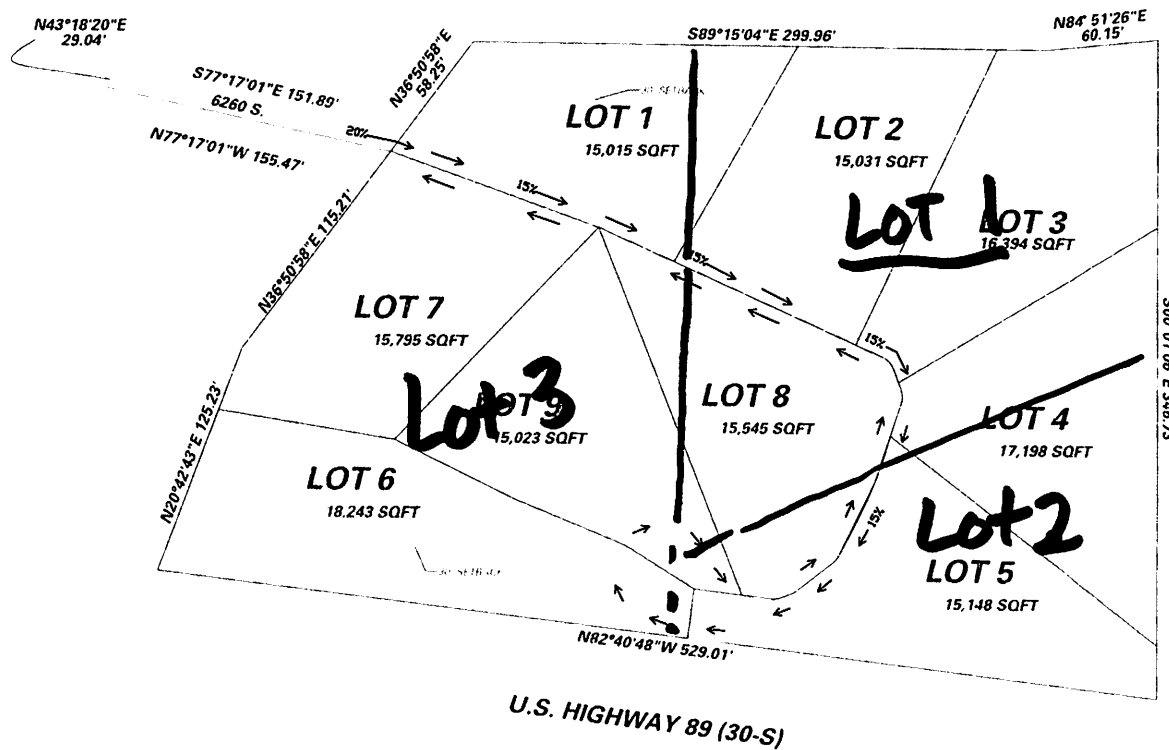 N43°18'20"E
29.04'
S77°17'01"E 151.89'
6260 S.
N77°17'01"W 155.47'
N36°50'58"E
58.25'
S89°15'04"E 299.96'
N84°51'26"E
60.15'
20%
LOT 1
15,015 SQFT
LOT 2
15,031 SQFT
LOT 1
LOT 3
16,394 SQFT
15%
15%
15%
N36°50'58"E 115.21'
LOT 7
15,795 SQFT
Lot 3
LOT 9
15,023 SQFT
LOT 8
15,545 SQFT
LOT 4
17,198 SQFT
N20°42'43"E 125.23'
LOT 6
18.243 SQFT
30' SETBACK
15%
Lot 2
LOT 5
15,148 SQFT
N82°40'48"W 529.01'
U.S. HIGHWAY 89 (30-S)